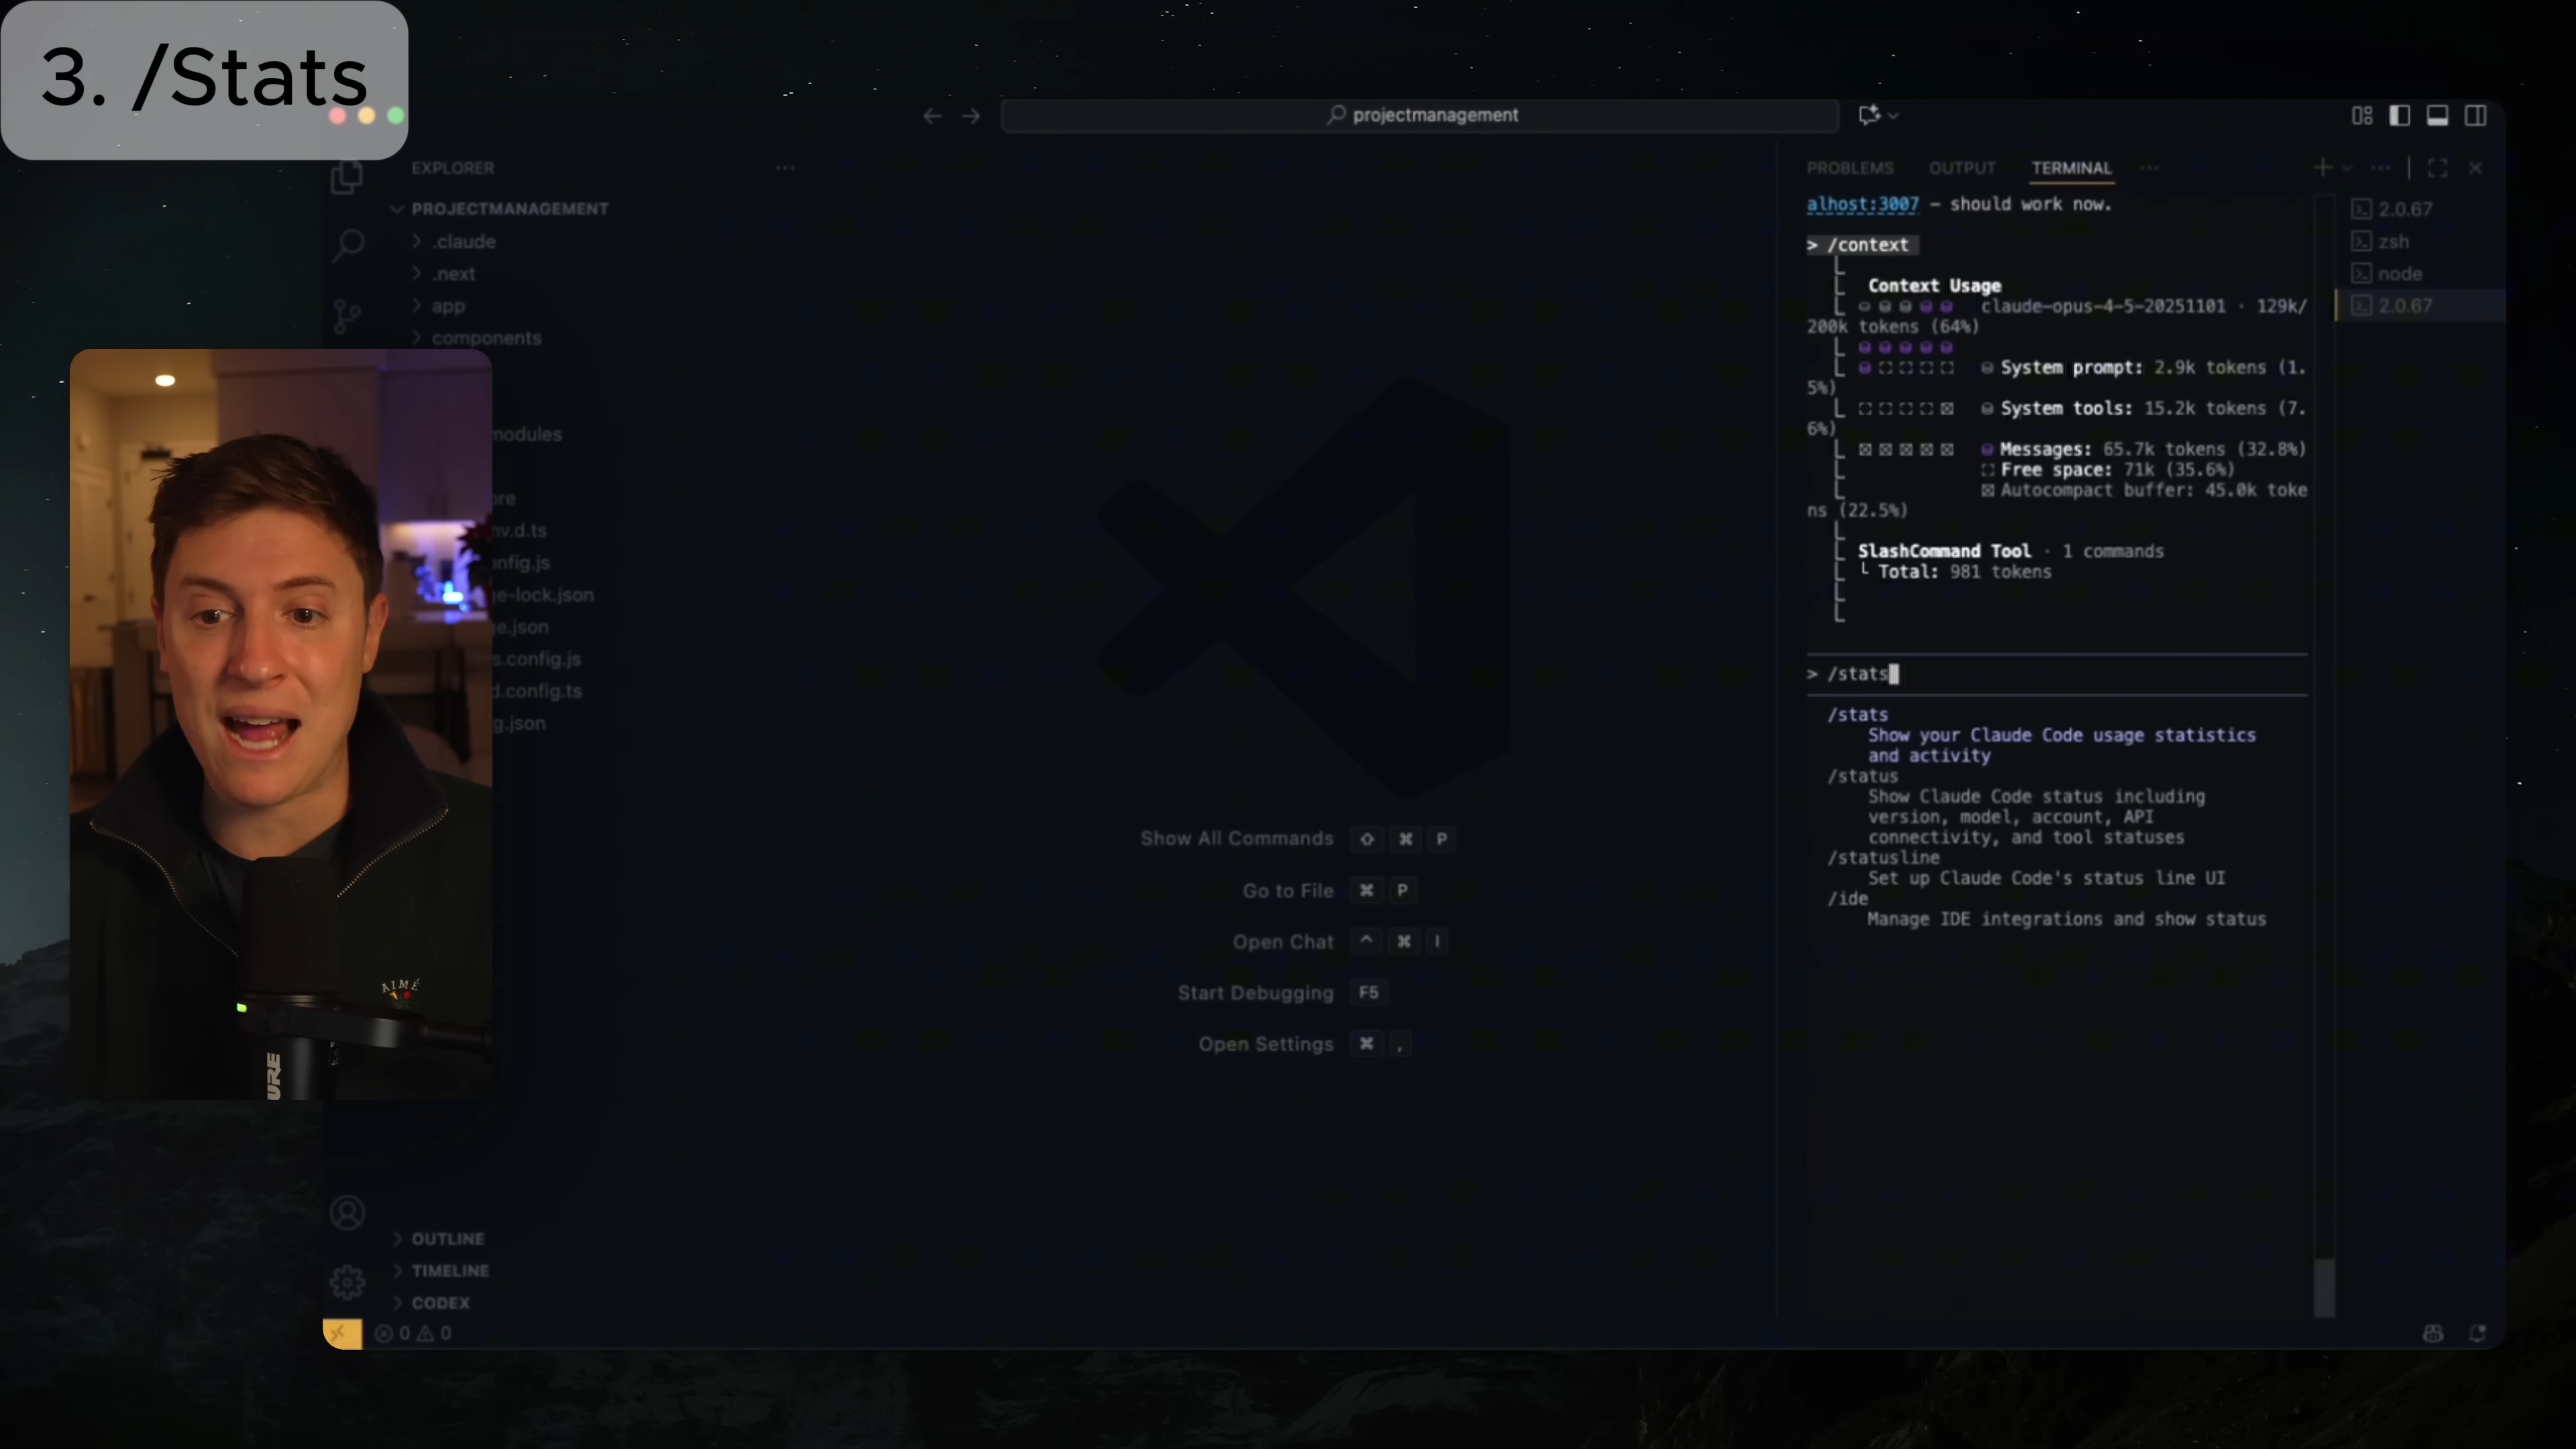 3. /Stats
projectmanagement
EXPLORER
PROJECTMANAGEMENT
.claude
.next
app
components
modules
nv.d.ts
nfig.js
ge-lock.json
ge.json
s.config.js
d.config.ts
g.json
OUTLINE
TIMELINE
CODEX
0 0
AIMÉ
URE
Show All Commands ⇧ ⌘ P
Go to File ⌘ P
Open Chat ^ ⌘ I
Start Debugging F5
Open Settings ⌘ ,
PROBLEMS OUTPUT TERMINAL
alhost:3007 — should work now.
> /context
Context Usage
claude-opus-4-5-20251101 · 129k/
200k tokens (64%)
System prompt: 2.9k tokens (1.
5%)
System tools: 15.2k tokens (7.
6%)
Messages: 65.7k tokens (32.8%)
Free space: 71k (35.6%)
Autocompact buffer: 45.0k toke
ns (22.5%)
SlashCommand Tool · 1 commands
└ Total: 981 tokens
> /stats
/stats
Show your Claude Code usage statistics
and activity
/status
Show Claude Code status including
version, model, account, API
connectivity, and tool statuses
/statusline
Set up Claude Code's status line UI
/ide
Manage IDE integrations and show status
2.0.67
zsh
node
2.0.67